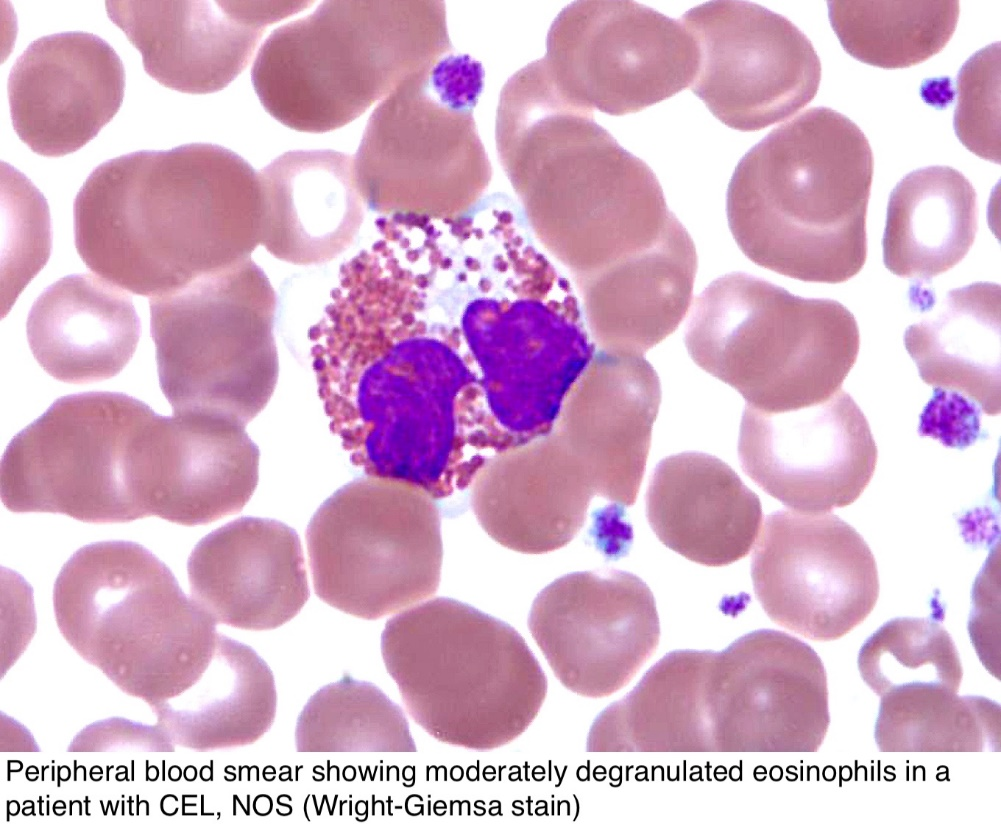 Peripheral blood smear showing moderately degranulated eosinophils in a
patient with CEL, NOS (Wright-Giemsa stain)